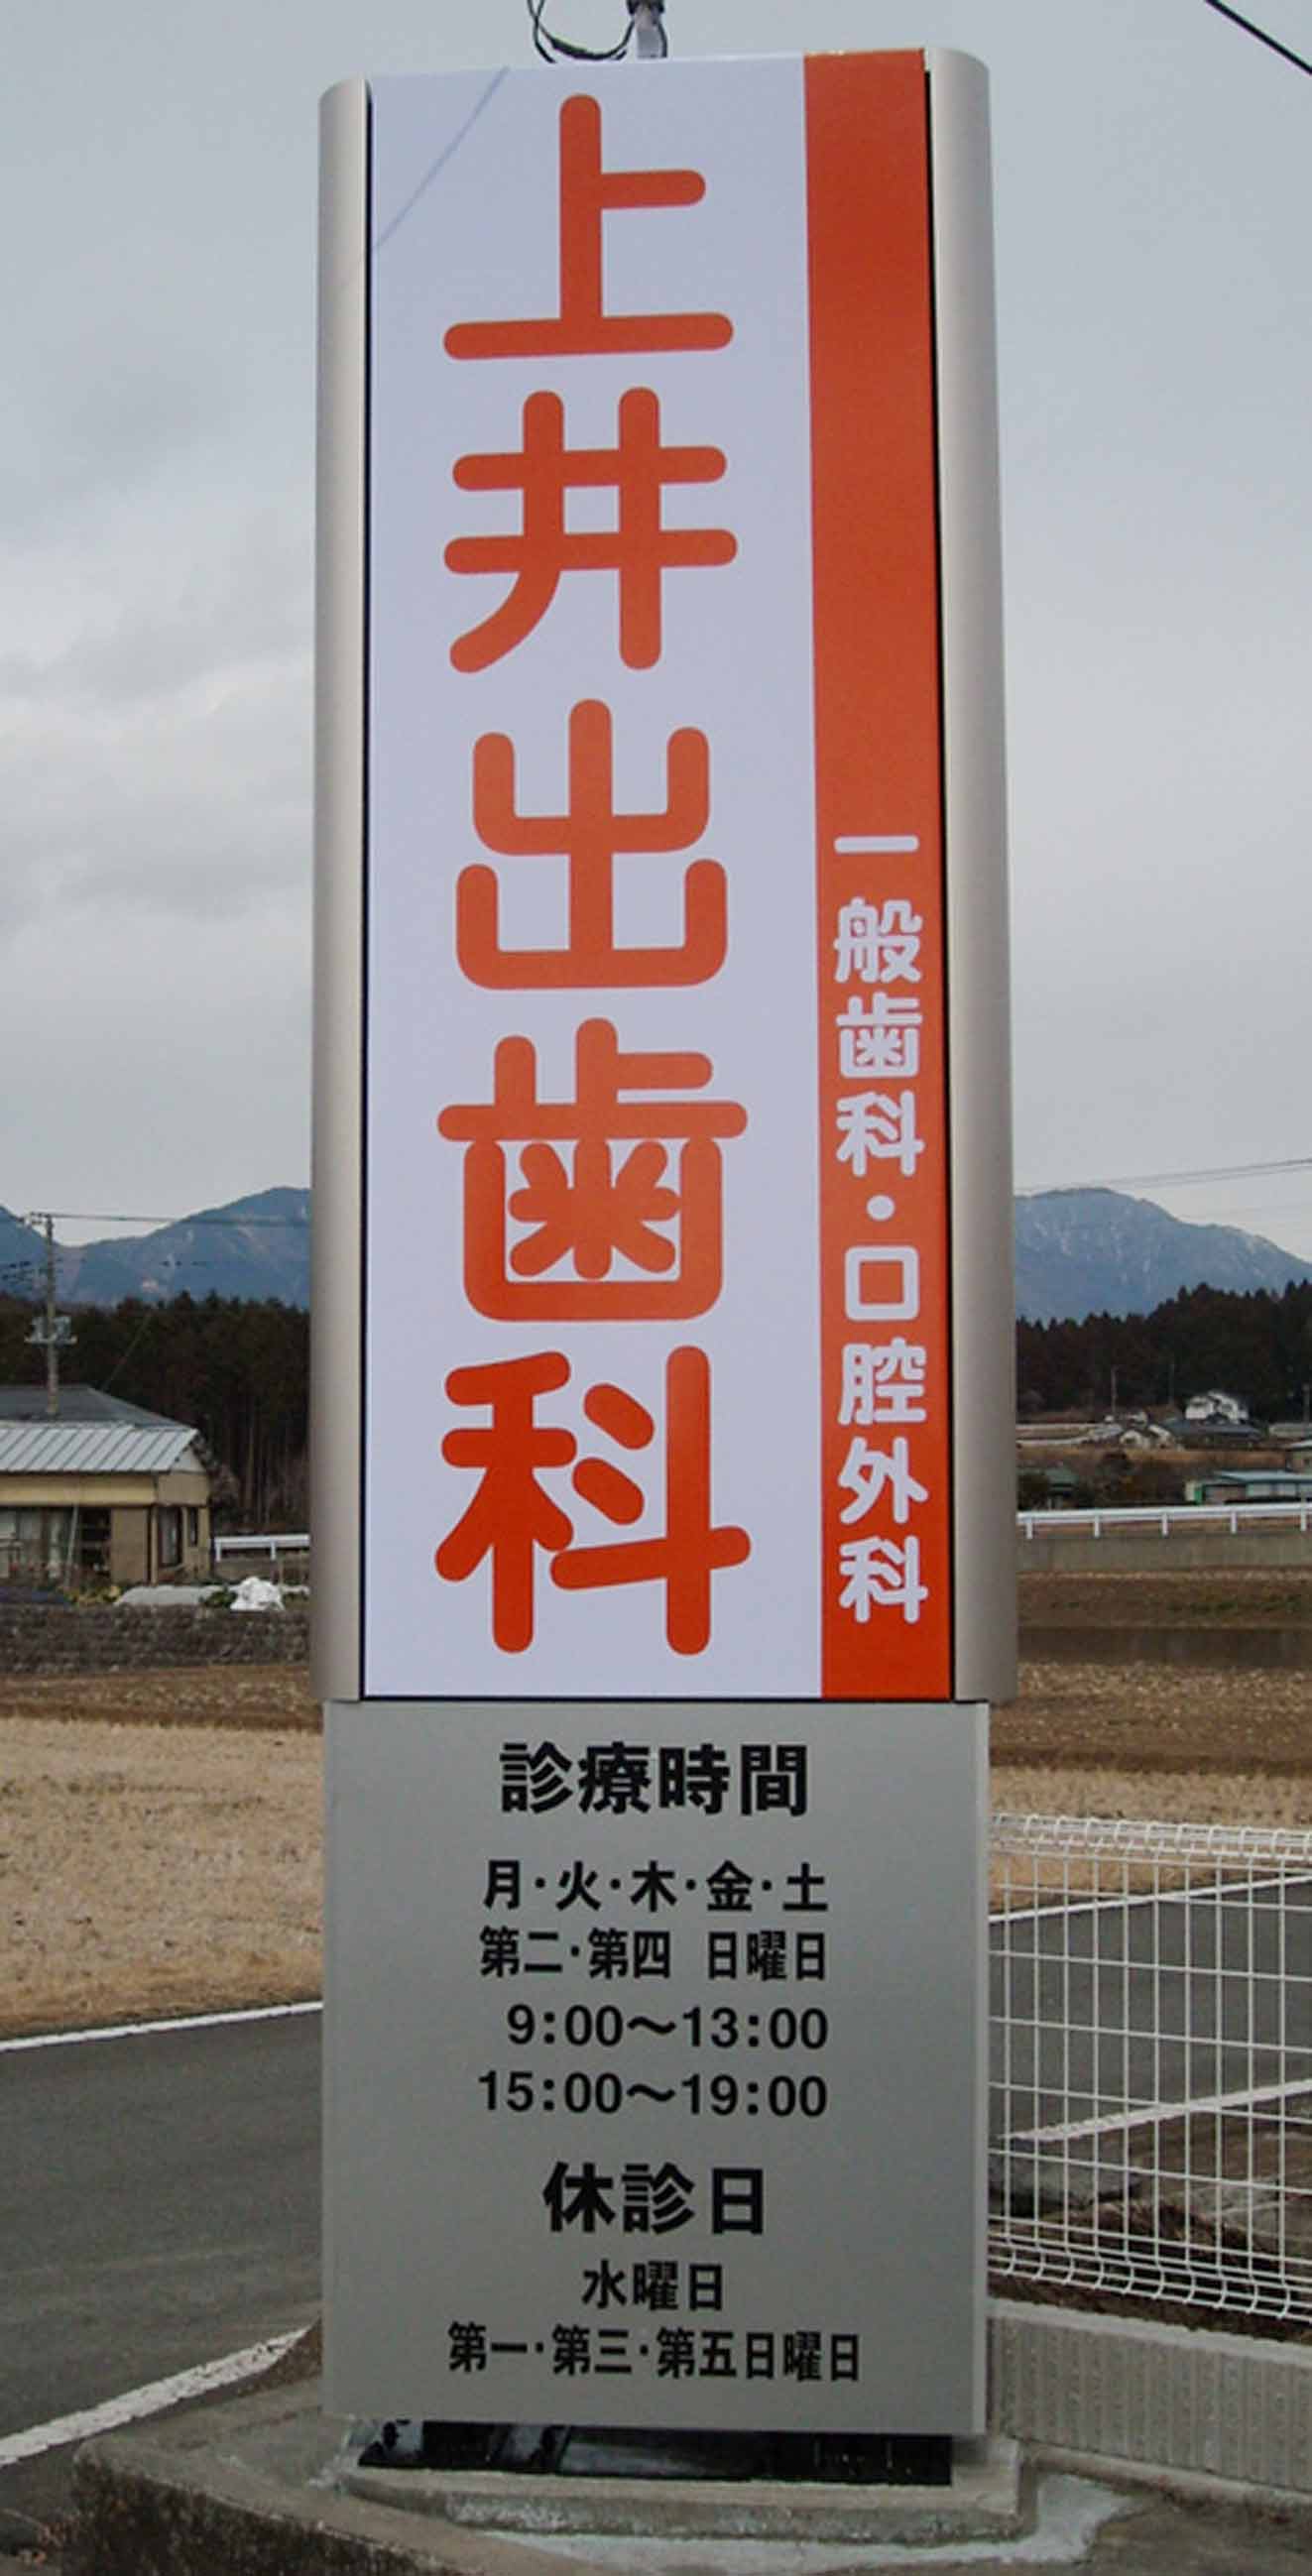 上井出歯科
一般歯科・口腔外科
診療時間
月・火・木・金・土
第二・第四 日曜日
9:00～13:00
15:00～19:00
休診日
水曜日
第一・第三・第五日曜日